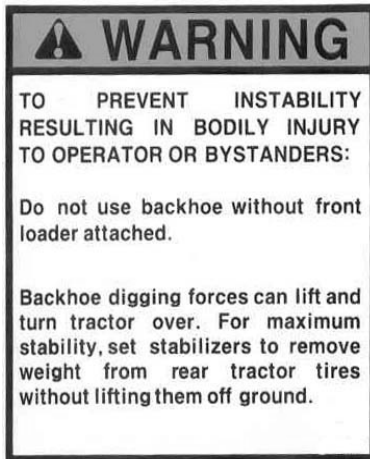 WARNING
TO PREVENT INSTABILITY
RESULTING IN BODILY INJURY
TO OPERATOR OR BYSTANDERS:
Do not use backhoe without front
loader attached.
Backhoe digging forces can lift and
turn tractor over. For maximum
stability, set stabilizers to remove
weight from rear tractor tires
without lifting them off ground.